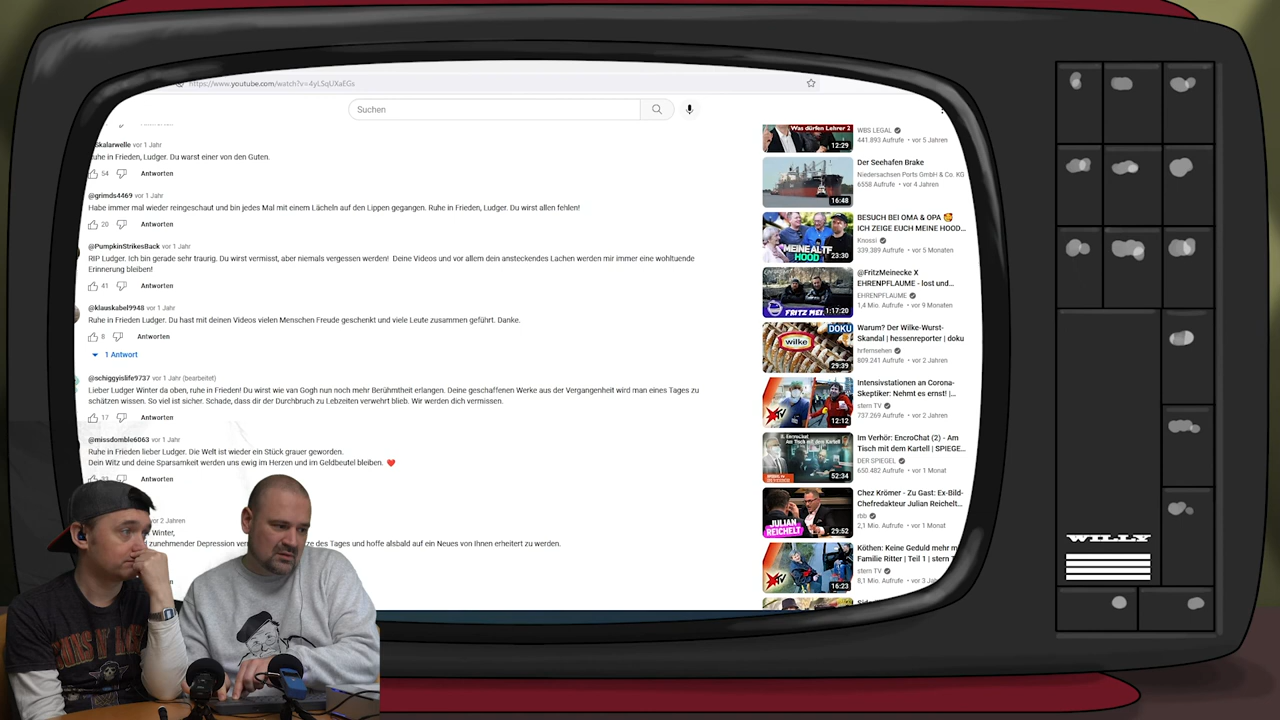 https://www.youtube.com/watch?v=4yLSqUXaEGs
Suchen
Skalarwelle vor 1 Jahr
Ruhe in Frieden, Ludger. Du warst einer von den Guten.
54 Antworten
@grimds4469 vor 1 Jahr
Habe immer mal wieder reingeschaut und bin jedes Mal mit einem Lächeln auf den Lippen gegangen. Ruhe in Frieden, Ludger. Du wirst allen fehlen!
20 Antworten
@PumpkinStrikesBack vor 1 Jahr
RIP Ludger. Ich bin gerade sehr traurig. Du wirst vermisst, aber niemals vergessen werden! Deine Videos und vor allem dein ansteckendes Lachen werden mir immer eine wohltuende
Erinnerung bleiben!
41 Antworten
@klauskabel9948 vor 1 Jahr
Ruhe in Frieden Ludger. Du hast mit deinen Videos vielen Menschen Freude geschenkt und viele Leute zusammen geführt. Danke.
8 Antworten
1 Antwort
@schiggyislife9737 vor 1 Jahr (bearbeitet)
Lieber Ludger Winter da oben, ruhe in Frieden! Du wirst wie van Gogh nun noch mehr Berühmtheit erlangen. Deine geschaffenen Werke aus der Vergangenheit wird man eines Tages zu
schätzen wissen. So viel ist sicher. Schade, dass dir der Durchbruch zu Lebzeiten verwehrt blieb. Wir werden dich vermissen.
17 Antworten
@missdomble6063 vor 1 Jahr
Ruhe in Frieden lieber Ludger. Die Welt ist wieder ein Stück grauer geworden.
Dein Witz und deine Sparsamkeit werden uns ewig im Herzen und im Geldbeutel bleiben. ❤️
Antworten
vor 2 Jahren
Winter,
zunehmender Depression
des Tages und hoffe alsbald auf ein Neues von Ihnen erheitert zu werden.
Was dürfen Lehrer 2
12:29
WBS LEGAL
441.893 Aufrufe • vor 5 Jahren
16:48
Der Seehafen Brake
Niedersachsen Ports GmbH & Co. KG
6558 Aufrufe • vor 4 Jahren
MEINE ALTE HOOD
23:30
BESUCH BEI OMA & OPA 🥰
ICH ZEIGE EUCH MEINE HOOD...
Knossi
339.389 Aufrufe • vor 5 Monaten
FRITZ MEI.
1:17:20
@FritzMeinecke X
EHRENPFLAUME - lost und...
EHRENPFLAUME
1,4 Mio. Aufrufe • vor 9 Monaten
DOKU
wilke
29:39
Warum? Der Wilke-Wurst-
Skandal | hessenreporter | doku
hrfernsehen
809.241 Aufrufe • vor 2 Jahren
12:12
Intensivstationen an Corona-
Skeptiker: Nehmt es ernst! |...
stern TV
737.269 Aufrufe • vor 2 Jahren
52:34
Im Verhör: EncroChat (2) - Am
Tisch mit dem Kartell | SPIEGE...
DER SPIEGEL
650.482 Aufrufe • vor 1 Monat
JULIAN
REICHELT
29:52
Chez Krömer - Zu Gast: Ex-Bild-
Chefredakteur Julian Reichelt...
rbb
2,1 Mio. Aufrufe • vor 1 Monat
16:23
Köthen: Keine Geduld mehr m
Familie Ritter | Teil 1 | stern T
stern TV
8,1 Mio. Aufrufe • vor 3 Ja
WILLY